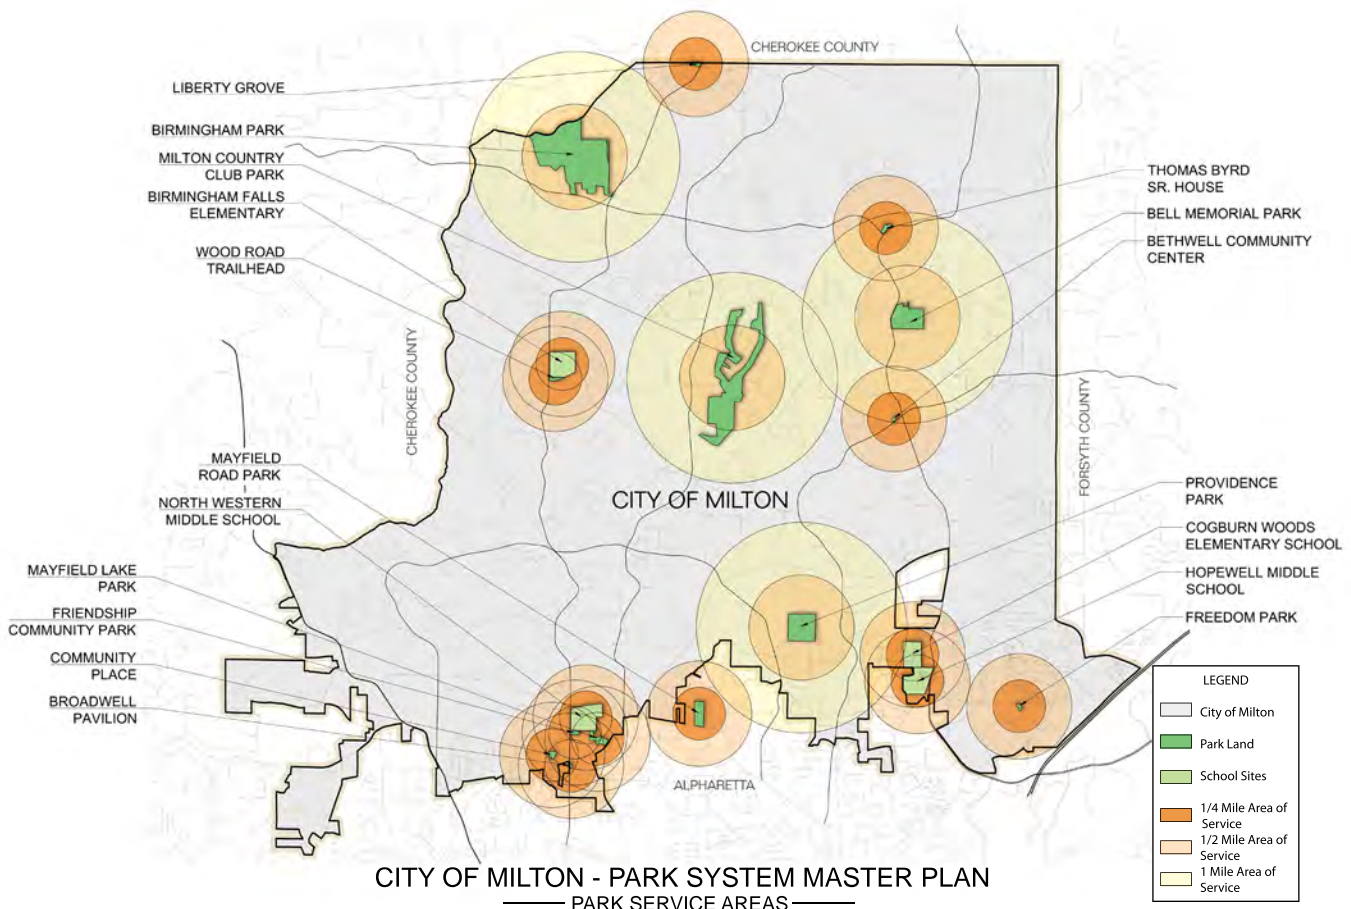 CHEROKEE COUNTY
LIBERTY GROVE
BIRMINGHAM PARK
MILTON COUNTRY
CLUB PARK
BIRMINGHAM FALLS
ELEMENTARY
WOOD ROAD
TRAILHEAD
THOMAS BYRD
SR. HOUSE
BELL MEMORIAL PARK
BETHWELL COMMUNITY
CENTER
CHEROKEE COUNTY
FORSYTH COUNTY
CITY OF MILTON
MAYFIELD
ROAD PARK
NORTH WESTERN
MIDDLE SCHOOL
MAYFIELD LAKE
PARK
FRIENDSHIP
COMMUNITY PARK
COMMUNITY
PLACE
BROADWELL
PAVILION
PROVIDENCE
PARK
COGBURN WOODS
ELEMENTARY SCHOOL
HOPEWELL MIDDLE
SCHOOL
FREEDOM PARK
ALPHARETTA
LEGEND
City of Milton
Park Land
School Sites
1/4 Mile Area of
Service
1/2 Mile Area of
Service
1 Mile Area of
Service
CITY OF MILTON - PARK SYSTEM MASTER PLAN
PARK SERVICE AREAS